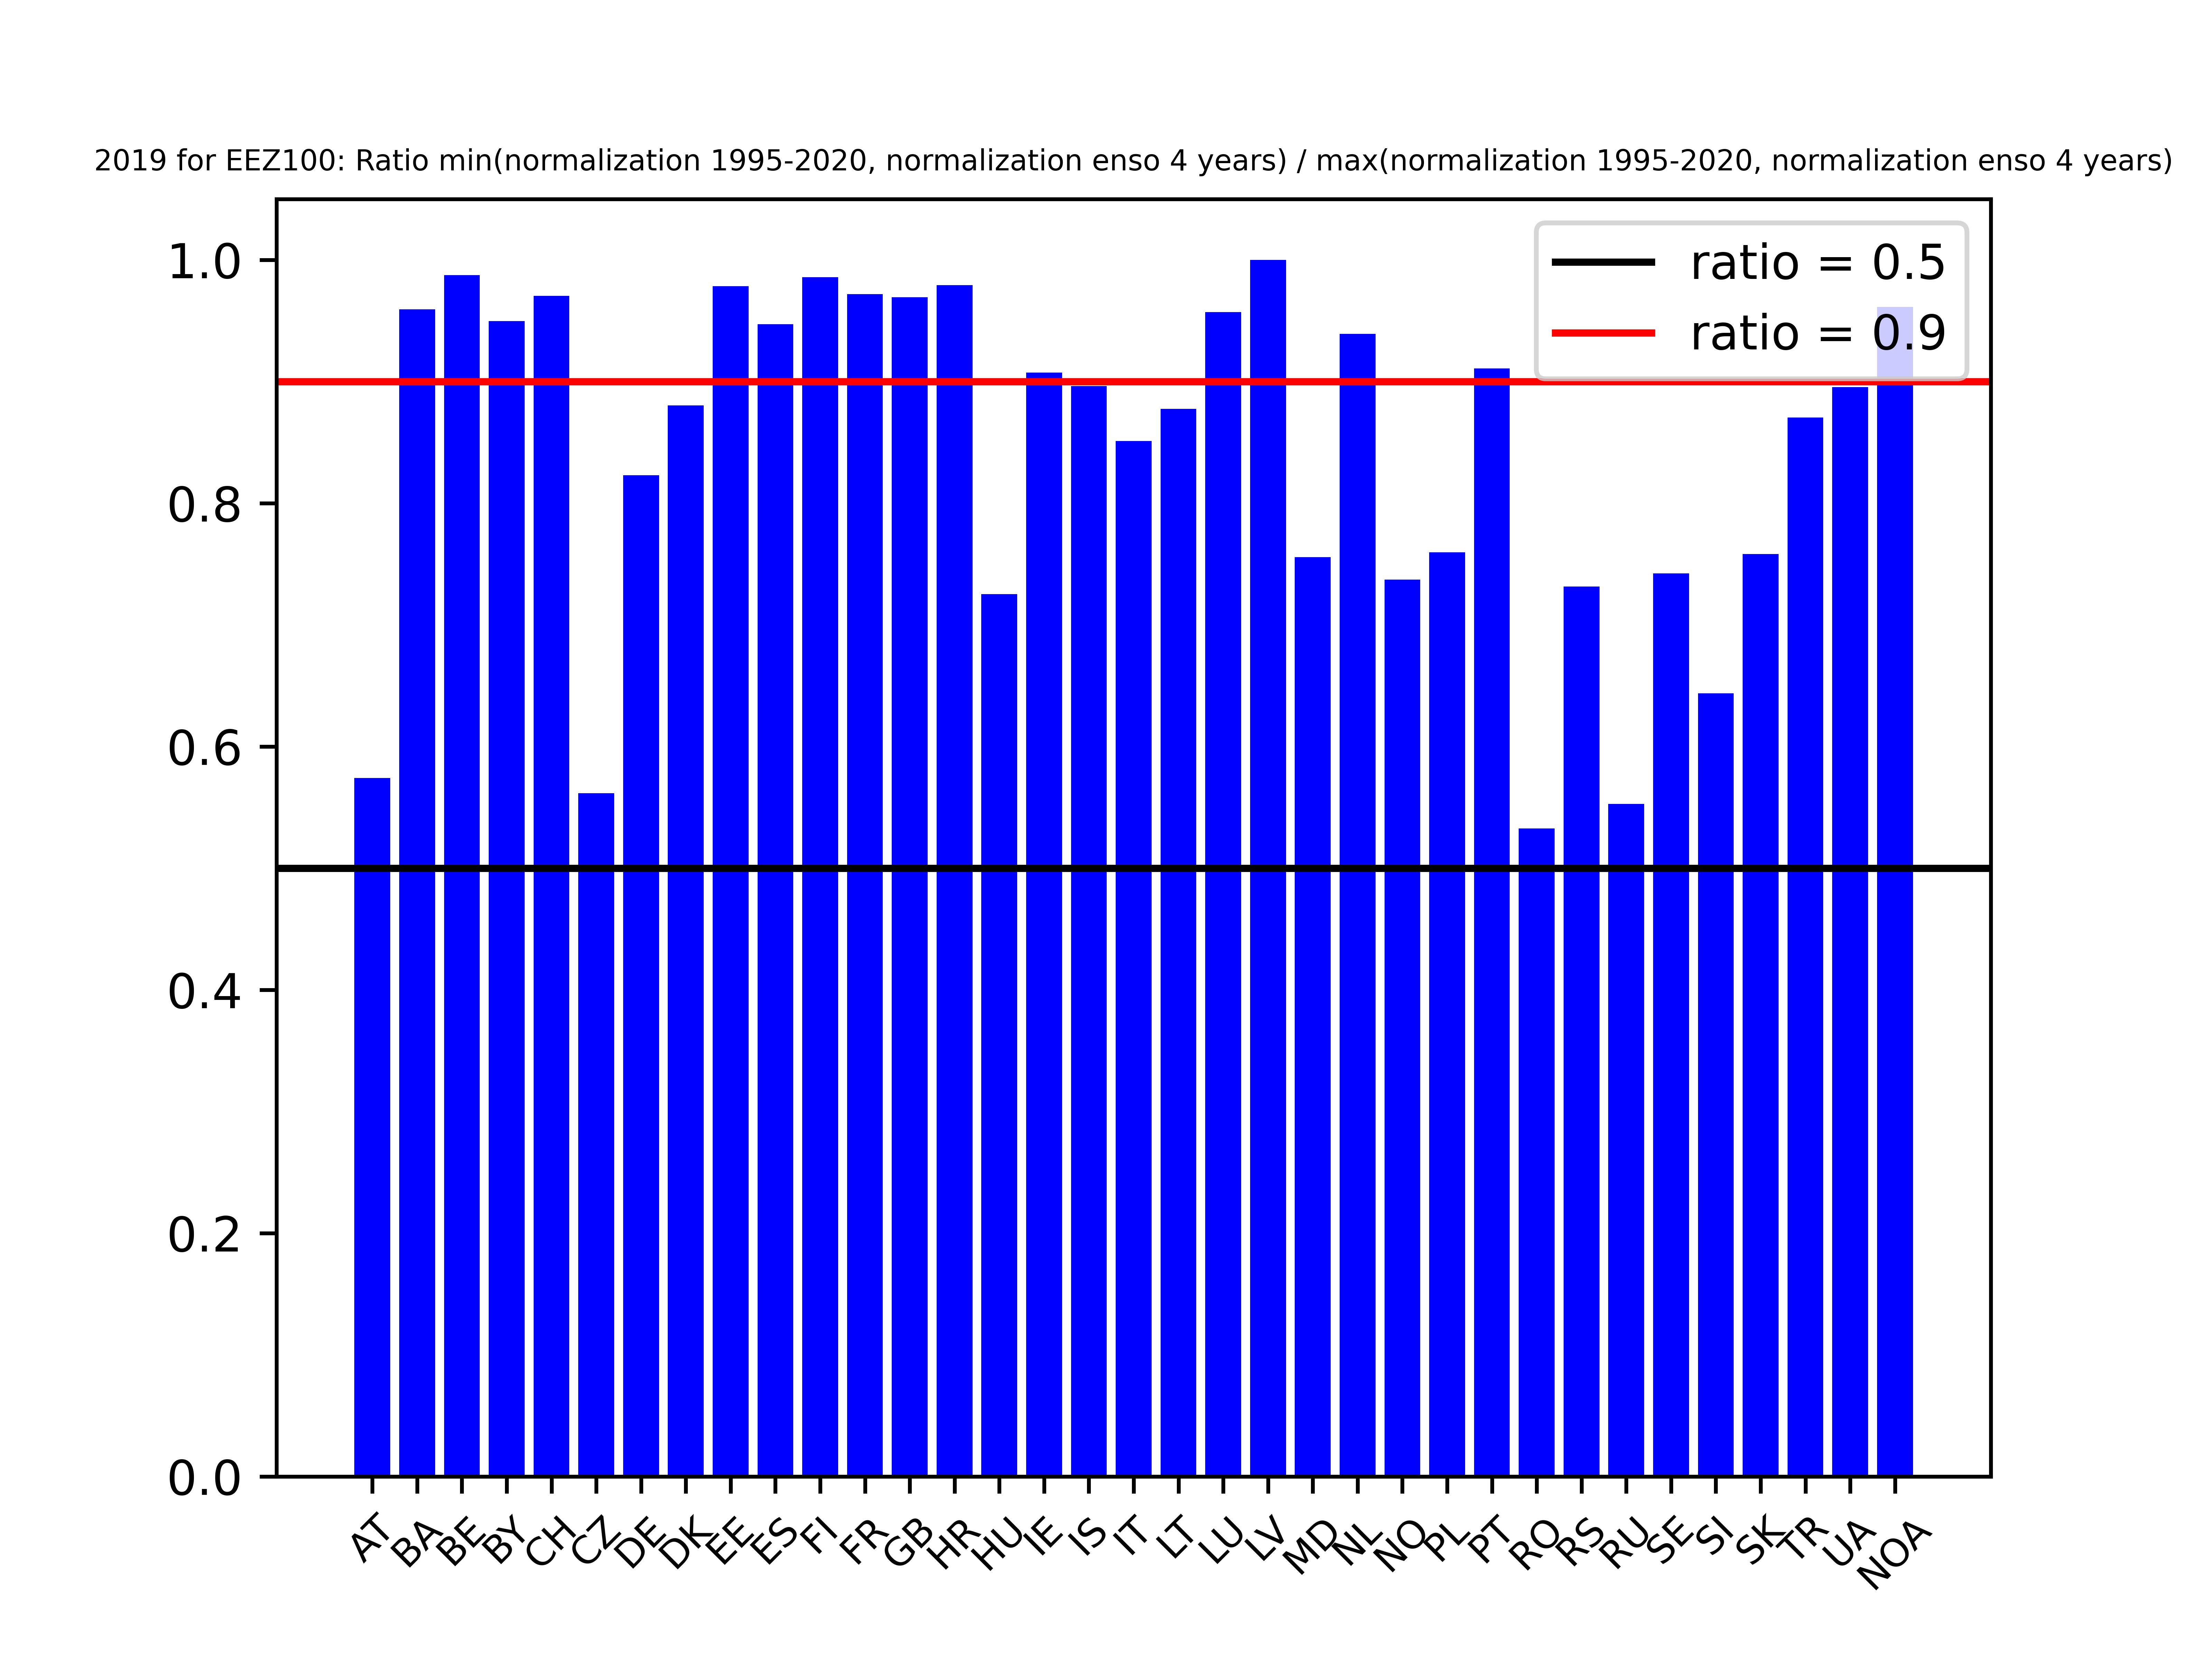 2019 for EEZ100: Ratio min(normalization 1995-2020, normalization enso 4 years) / max(normalization 1995-2020, normalization enso 4 years)
ratio = 0.5
ratio = 0.9
1.0
0.8
0.6
0.4
0.2
0.0
AT BA BE BY CH CZ DE DK EE ES FI FR GB HR HU IE IS IT LT LU LV MD NL NO PL PT RO RS RU SE SI SK TR UA NOA